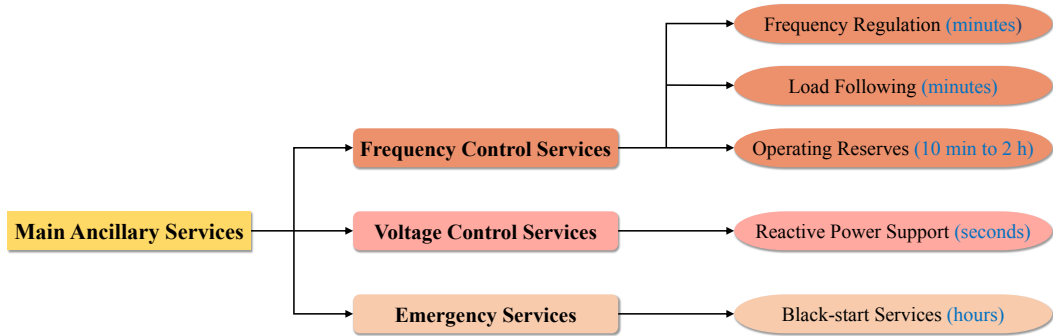 Frequency Regulation (minutes)
Load Following (minutes)
Frequency Control Services
Operating Reserves (10 min to 2 h)
Main Ancillary Services
Voltage Control Services
Reactive Power Support (seconds)
Emergency Services
Black-start Services (hours)